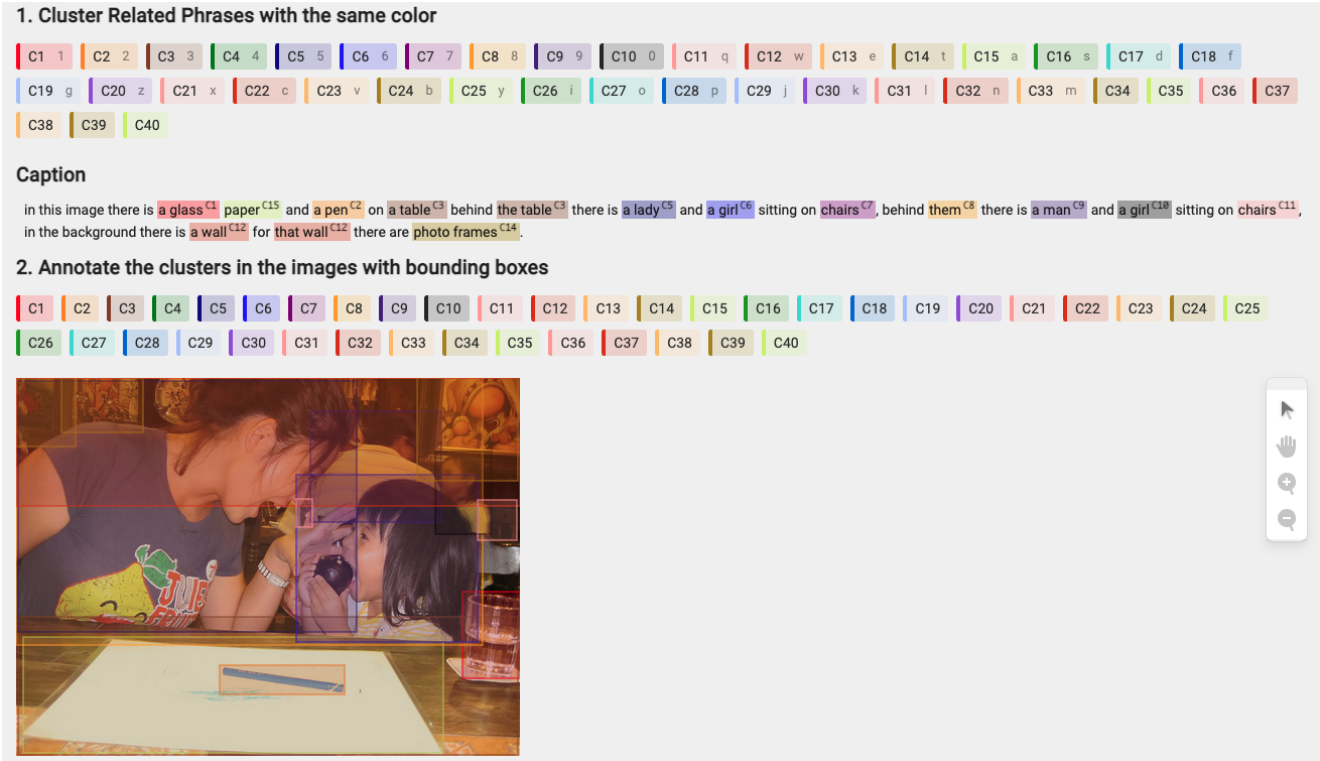 1. Cluster Related Phrases with the same color
C1 1 C2 2 C3 3 C4 4 C5 5 C6 6 C7 7 C8 8 C9 9 C10 0 C11 q C12 w C13 e C14 t C15 a C16 s C17 d C18 f
C19 g C20 z C21 x C22 c C23 v C24 b C25 y C26 i C27 o C28 p C29 j C30 k C31 l C32 n C33 m C34 C35 C36 C37
C38 C39 C40
Caption
in this image there is a glass C1 paper C15 and a pen C2 on a table C3 behind the table C3 there is a lady C5 and a girl C6 sitting on chairs C7, behind them C8 there is a man C9 and a girl C10 sitting on chairs C11,
in the background there is a wall C12 for that wall C12 there are photo frames C14.
2. Annotate the clusters in the images with bounding boxes
C1 C2 C3 C4 C5 C6 C7 C8 C9 C10 C11 C12 C13 C14 C15 C16 C17 C18 C19 C20 C21 C22 C23 C24 C25
C26 C27 C28 C29 C30 C31 C32 C33 C34 C35 C36 C37 C38 C39 C40